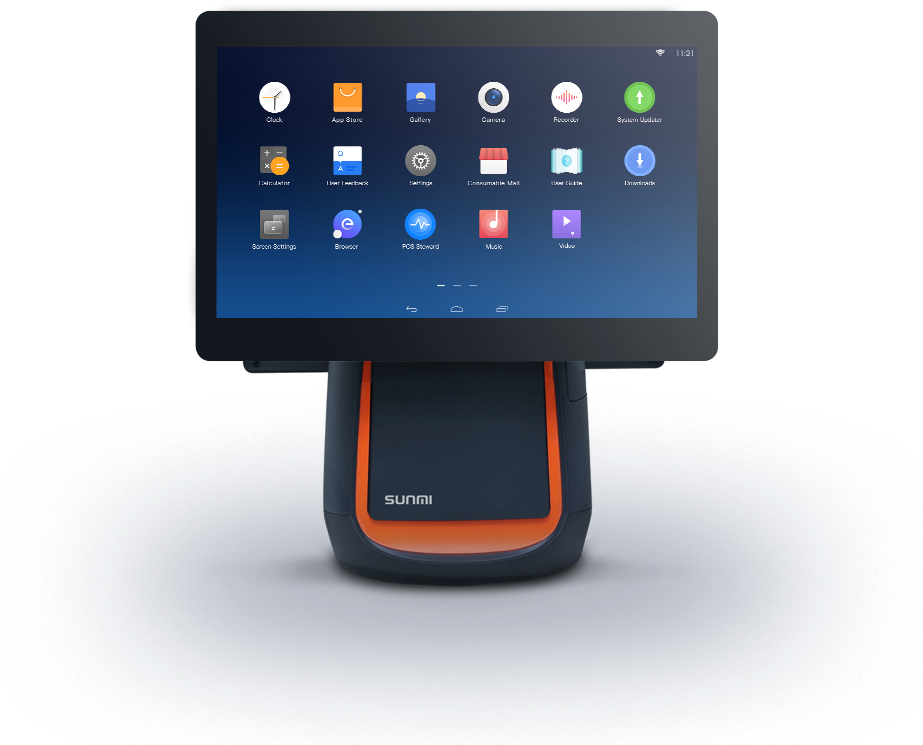 11:31
Clock
App Store
Gallery
Camera
Recorder
System Updater
Calculator
User Feedback
Settings
Consumable Mall
User Guide
Downloads
Screen Settings
Browser
POS Steward
Music
Video
SUNMI